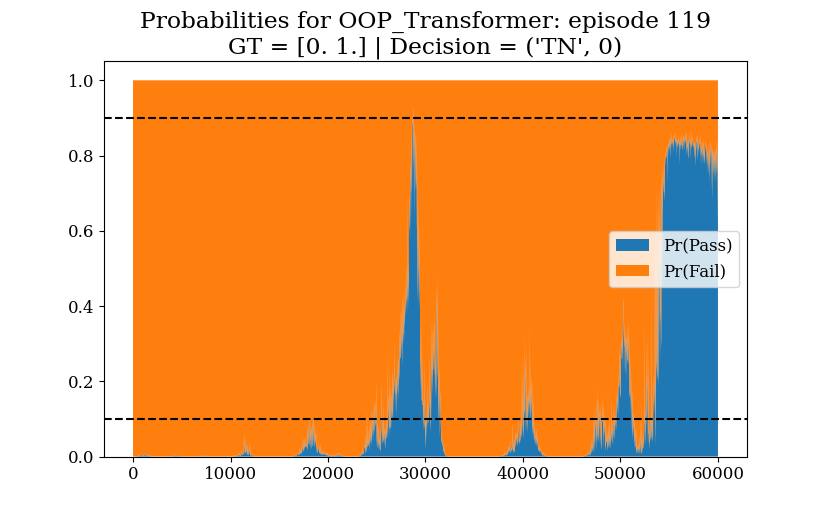 Probabilities for OOP_Transformer: episode 119
GT = [0. 1.] | Decision = ('TN', 0)
1.0
0.8
0.6
0.4
0.2
0.0
Pr(Pass)
Pr(Fail)
0 10000 20000 30000 40000 50000 60000